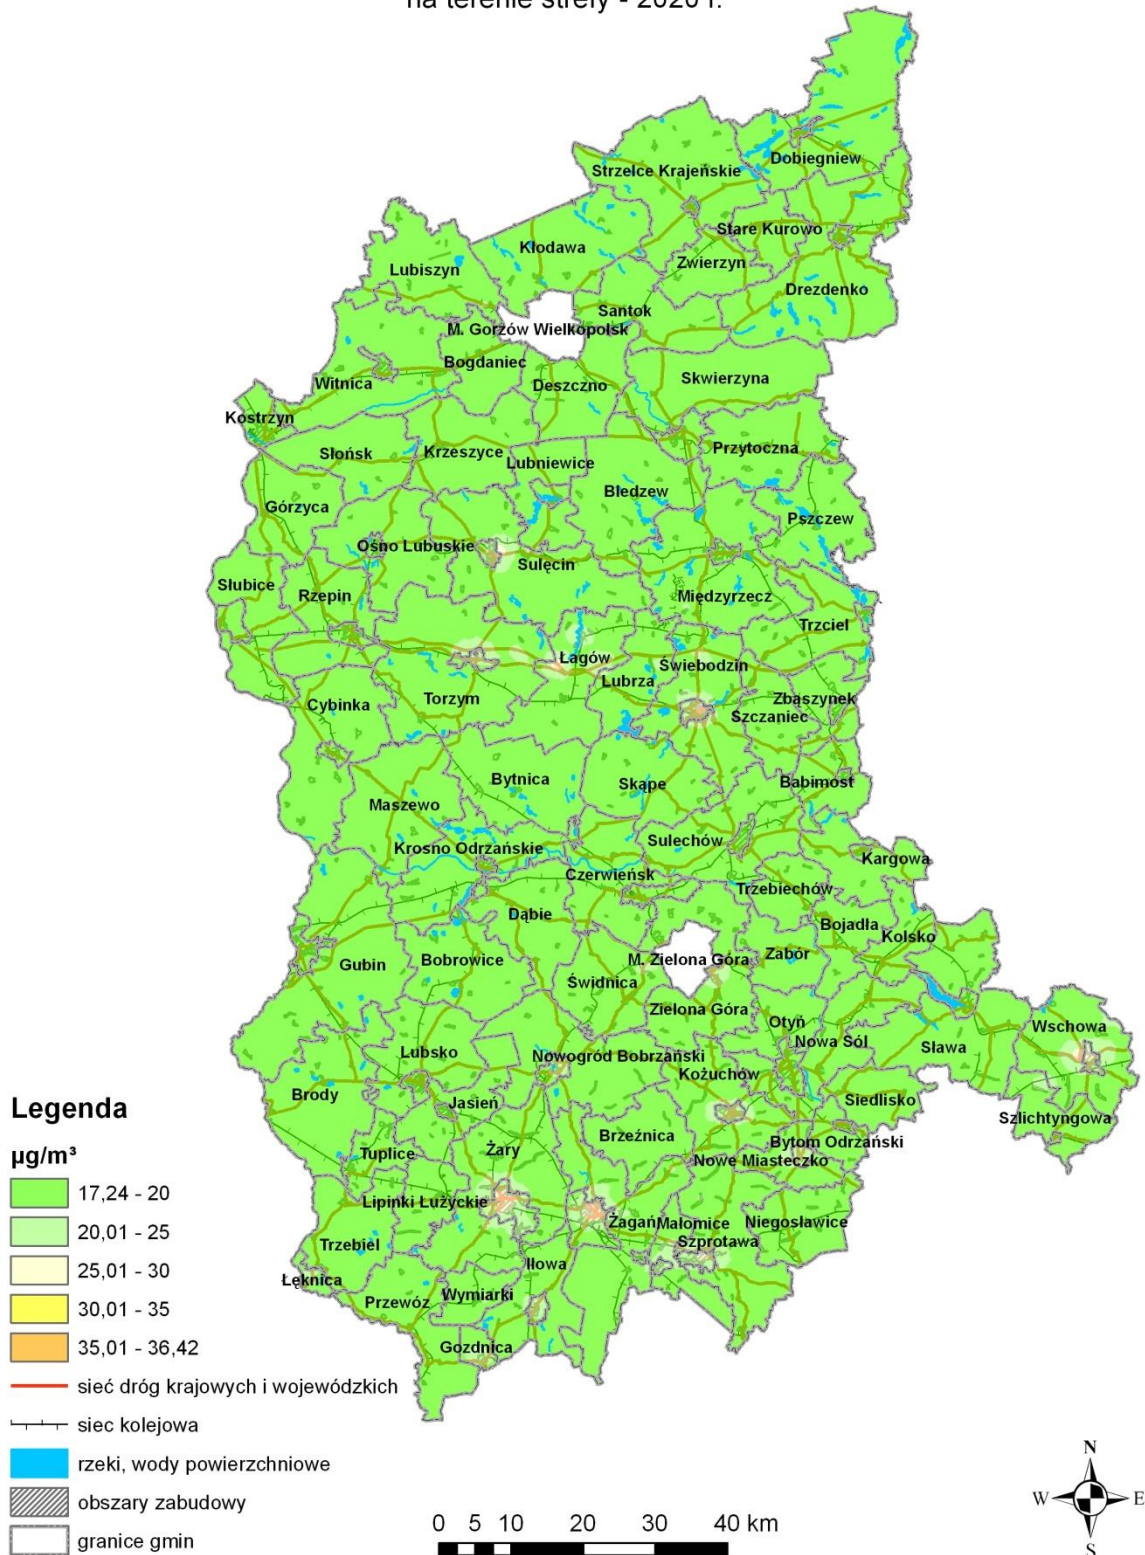 na terenie strefy - 2020 r.
Dobiegniew
Strzelce Krajeńskie
Stare Kurowo
Kłodawa
Zwierzyn
Lubiszyn
Drezdenko
Santok
M. Gorzów Wielkopolsk
Bogdaniec
Skwierzyna
Witnica
Deszczno
Kostrzyn
Przytoczna
Słońsk
Krzeszyce
Lubniewice
Bledzew
Górzyca
Pszczew
Ośno Lubuskie
Sulęcin
Słubice
Rzepin
Międzyrzecz
Trzciel
Łagów
Świebodzin
Lubrza
Cybinka
Torzym
Zbąszynek
Szczaniec
Bytnica
Skąpe
Babimost
Maszewo
Krosno Odrzańskie
Sulechów
Kargowa
Czerwieńsk
Trzebiechów
Dąbie
Bojadła
Kolsko
Gubin
Bobrowice
M. Zielona Góra
Zabór
Świdnica
Zielona Góra
Otyń
Wschowa
Lubsko
Nowogród Bobrzański
Nowa Sól
Sława
Kożuchów
Brody
Jasień
Siedlisko
Szlichtyngowa
Brzeźnica
Bytom Odrzański
Tuplice
Żary
Nowe Miasteczko
Lipinki Łużyckie
Żagań
Małomice
Niegosławice
Trzebiel
Szprotawa
Iłowa
Łęknica
Przewóz
Wymiarki
Gozdnica
Legenda
µg/m³
17,24 - 20
20,01 - 25
25,01 - 30
30,01 - 35
35,01 - 36,42
sieć dróg krajowych i wojewódzkich
siec kolejowa
rzeki, wody powierzchniowe
obszary zabudowy
granice gmin
0 5 10 20 30 40 km
N
W E
S